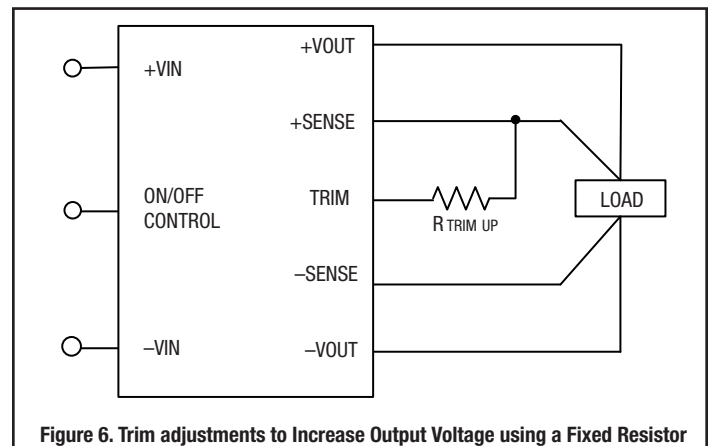 +VOUT
+VIN
+SENSE
ON/OFF
CONTROL
TRIM
R TRIM UP
LOAD
–SENSE
–VIN
–VOUT
Figure 6. Trim adjustments to Increase Output Voltage using a Fixed Resistor